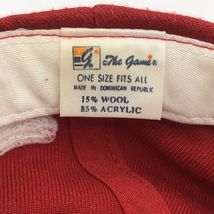 G. The Game®
ONE SIZE FITS ALL
MADE IN DOMINICAN REPUBLIC
15% WOOL
85% ACRYLIC